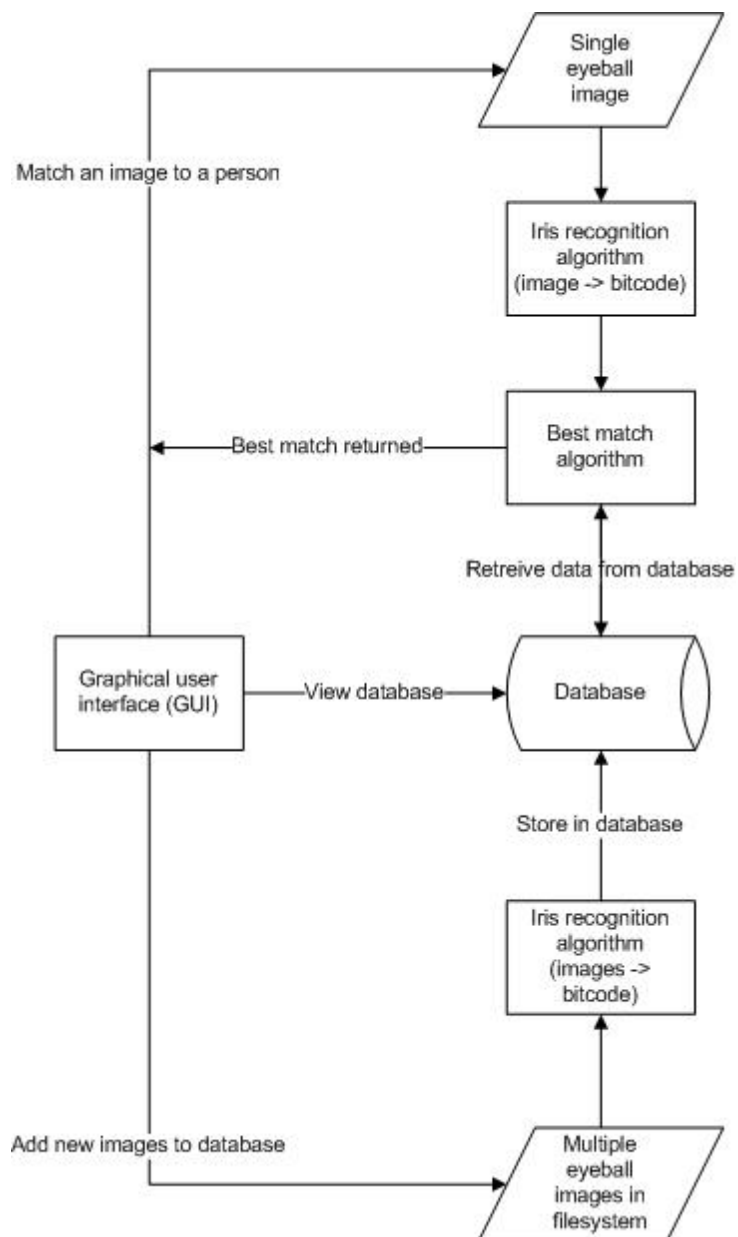 Single
eyeball
image
Match an image to a person
Iris recognition
algorithm
(image -> bitcode)
Best match returned
Best match
algorithm
Retreive data from database
Graphical user
interface (GUI)
View database
Database
Store in database
Iris recognition
algorithm
(images ->
bitcode)
Add new images to database
Multiple
eyeball
images in
filesystem